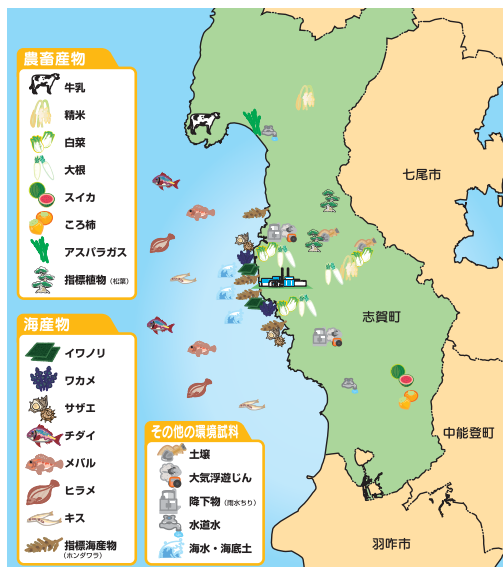 農畜産物
牛乳
精米
白菜
大根
スイカ
ころ柿
アスパラガス
指標植物(松葉)
海産物
イワノリ
ワカメ
サザエ
チダイ
メバル
ヒラメ
キス
指標海産物
(ホンダワラ)
その他の環境試料
土壌
大気浮遊じん
降下物(雨水ちり)
水道水
海水・海底土
七尾市
志賀町
中能登町
羽咋市